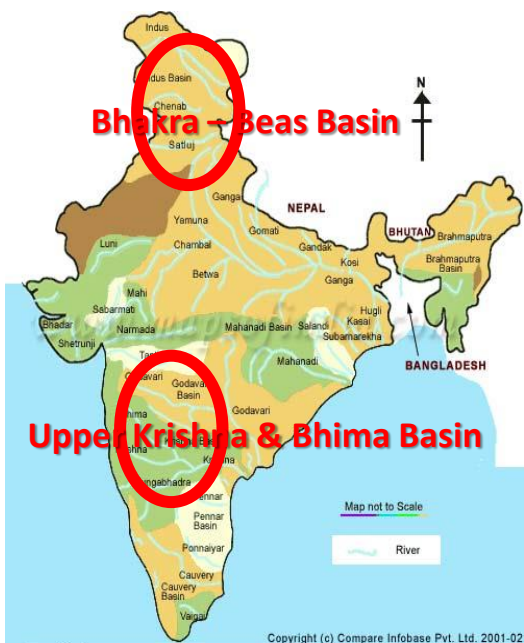 Indus
Indus Basin
Chenab
Bhakra – Beas Basin
Satluj
N
Ganga
NEPAL
Yamuna
Gomati
BHUTAN
Brahmaputra
Luni
Chambal
Gandak
Kosi
Brahmaputra
Basin
Betwa
Ganga
Mahi
Sabarmati
Hugli
Bhadar
Narmada
Mahanadi Basin
Salandi
Kasai
Subarnarekha
Shetrunji
Mahanadi
BANGLADESH
Godavari
Godavari
Basin
Godavari
Upper Krishna & Bhima Basin
Pennar
Basin
Map not to Scale
Ponnaiyar
River
Cauvery
Cauvery
Basin
Vaigai
Copyright (c) Compare Infobase Pvt. Ltd. 2001-02